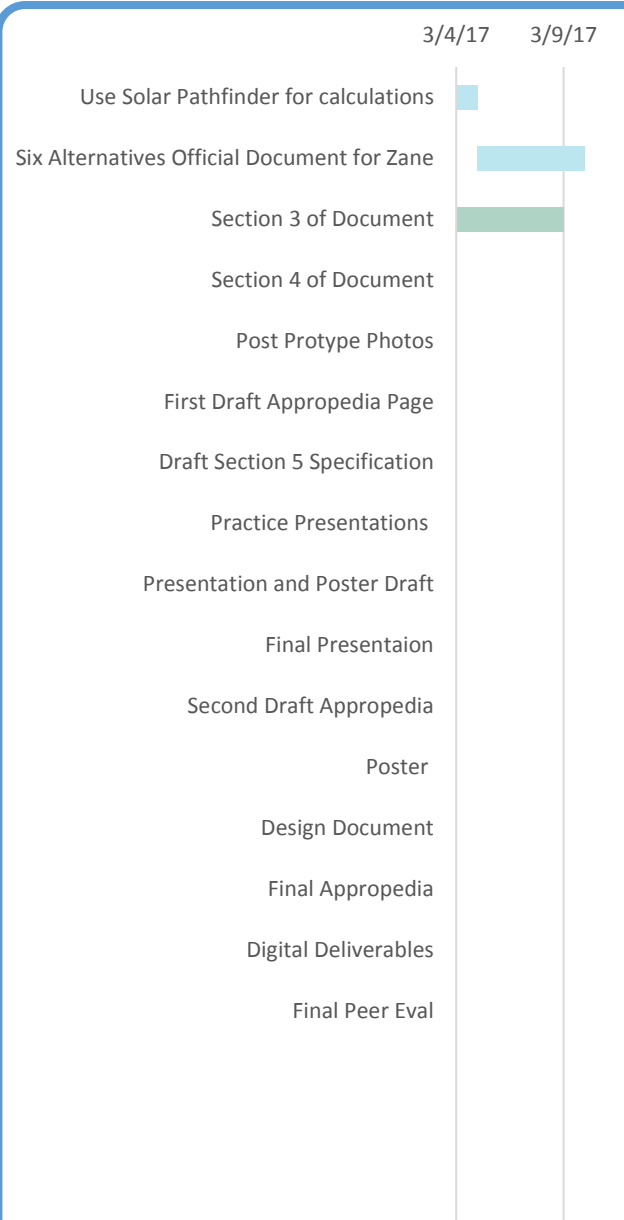 3/4/17 3/9/17
Use Solar Pathfinder for calculations
Six Alternatives Official Document for Zane
Section 3 of Document
Section 4 of Document
Post Protype Photos
First Draft Appropedia Page
Draft Section 5 Specification
Practice Presentations
Presentation and Poster Draft
Final Presentaion
Second Draft Appropedia
Poster
Design Document
Final Appropedia
Digital Deliverables
Final Peer Eval